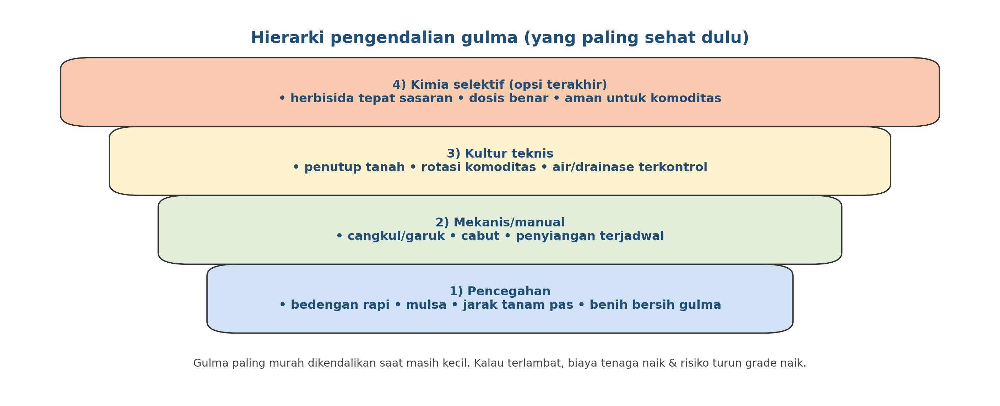 Hierarki pengendalian gulma (yang paling sehat dulu)
4) Kimia selektif (opsi terakhir)
• herbisida tepat sasaran • dosis benar • aman untuk komoditas
3) Kultur teknis
• penutup tanah • rotasi komoditas • air/drainase terkontrol
2) Mekanis/manual
• cangkul/garuk • cabut • penyiangan terjadwal
1) Pencegahan
• bedengan rapi • mulsa • jarak tanam pas • benih bersih gulma
Gulma paling murah dikendalikan saat masih kecil. Kalau terlambat, biaya tenaga naik & risiko turun grade naik.